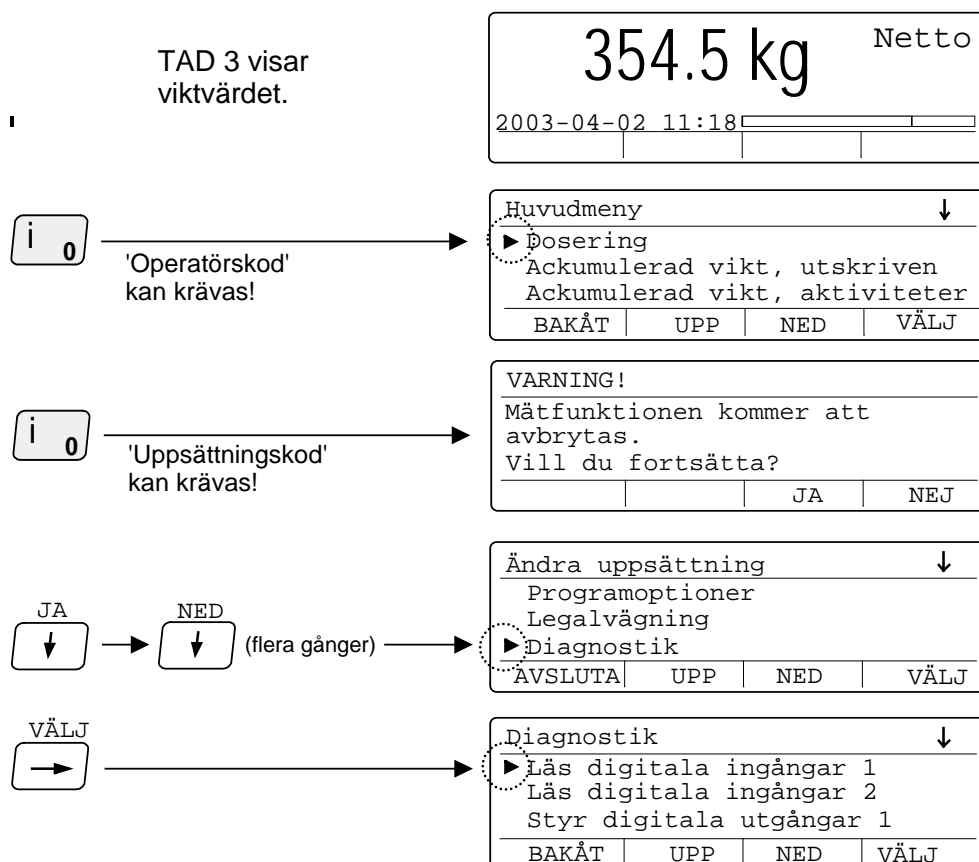 TAD 3 visar
viktvärdet.
354.5 kg Netto
2003-04-02 11:18
i 0
'Operatörskod'
kan krävas!
Huvudmeny ↓
►Dosering
Ackumulerad vikt, utskriven
Ackumulerad vikt, aktiviteter
BAKÅT UPP NED VÄLJ
i 0
'Uppsättningskod'
kan krävas!
VARNING!
Mätfunktionen kommer att
avbrytas.
Vill du fortsätta?
JA NEJ
JA NED
(flera gånger)
Ändra uppsättning ↓
Programoptioner
Legalvägning
►Diagnostik
AVSLUTA UPP NED VÄLJ
VÄLJ
Diagnostik ↓
►Läs digitala ingångar 1
Läs digitala ingångar 2
Styr digitala utgångar 1
BAKÅT UPP NED VÄLJ